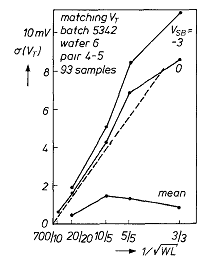 10 mV
σ(V_T)
matching V_T
batch 5342
wafer 6
pair 4-5
93 samples
V_SB=
-3
0
8
6
4
2
0
mean
700/10 20/20 10/5 5/5 3/3
1/√WL